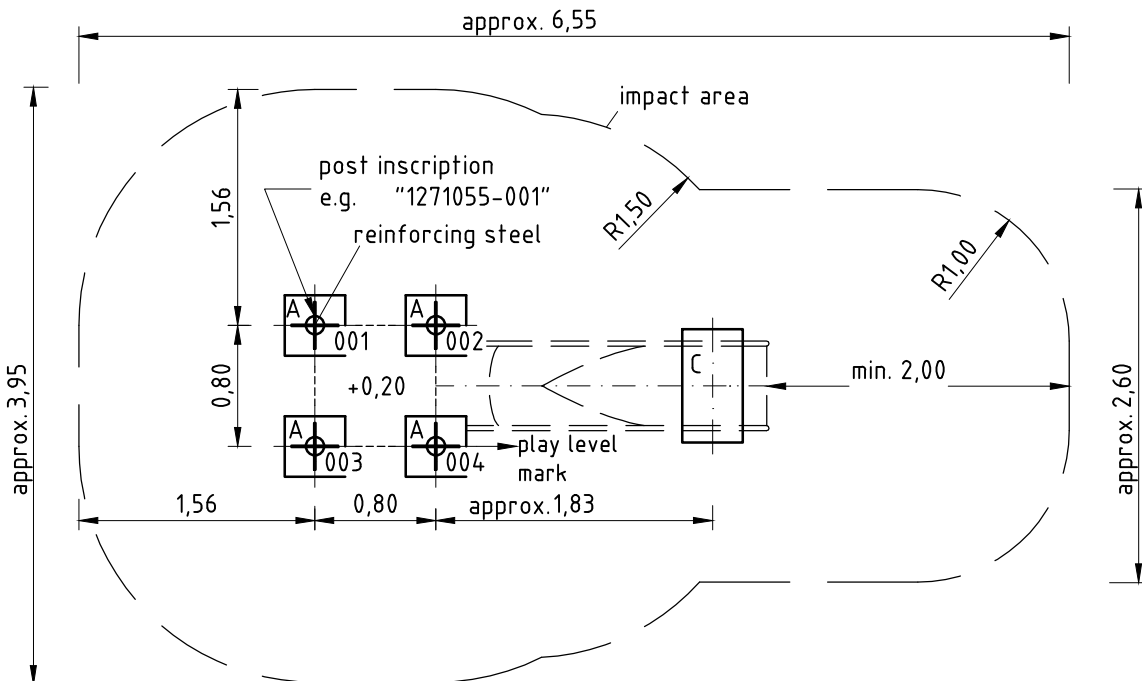 approx. 6,55
impact area
post inscription
e.g. "1271055-001"
reinforcing steel
1,56
R1,50
R1,00
A
A
001
002
0,80
+0,20
C
min. 2,00
approx. 3,95
approx. 2,60
A
A
003
004
play level
mark
1,56
0,80
approx.1,83